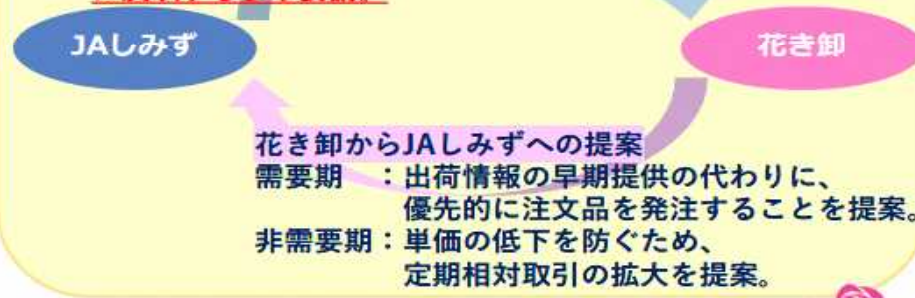 JAしみず
花き卸
花き卸からJAしみずへの提案
需要期　：出荷情報の早期提供の代わりに、
優先的に注文品を発注することを提案。
非需要期：単価の低下を防ぐため、
定期相対取引の拡大を提案。